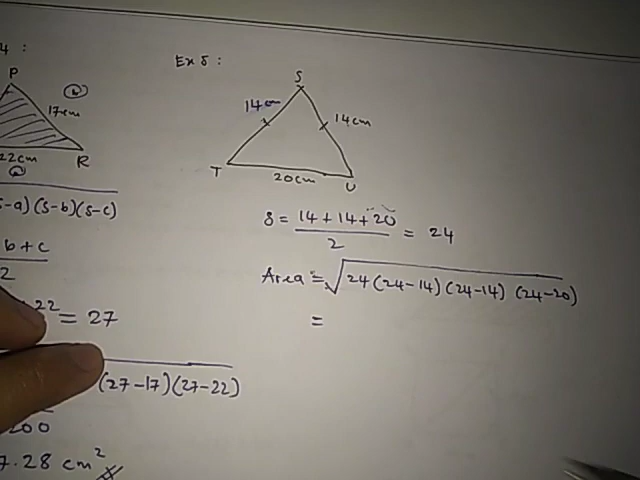 4 :
P
17cm
b
22cm
a
R
s-a) (s-b) (s-c)
b + c
2
22 = 27
(27-17) (27-22)
200
7.28 cm²
Ex 5 :
S
14cm
14cm
T
20cm
U
s = 14 + 14 + 20 = 24
2
Area = √24 (24-14) (24-14) (24-20)
=